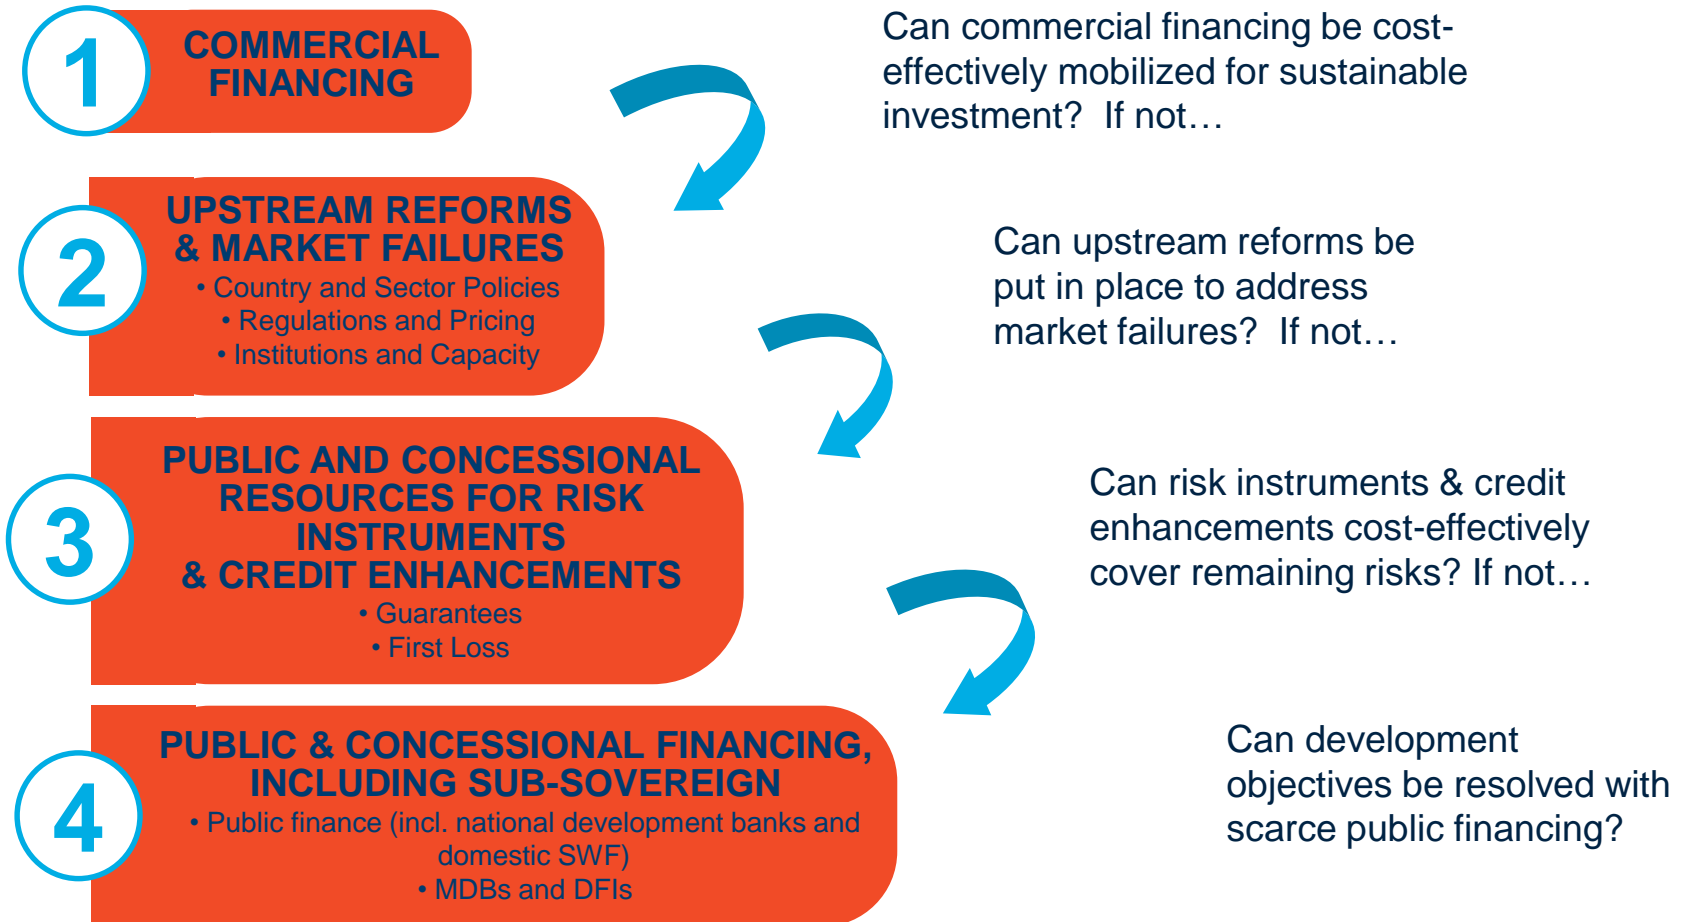 1
COMMERCIAL
FINANCING
Can commercial financing be cost-
effectively mobilized for sustainable
investment?  If not…
2
UPSTREAM REFORMS
& MARKET FAILURES
• Country and Sector Policies
• Regulations and Pricing
• Institutions and Capacity
Can upstream reforms be
put in place to address
market failures?  If not…
3
PUBLIC AND CONCESSIONAL
RESOURCES FOR RISK
INSTRUMENTS
& CREDIT ENHANCEMENTS
• Guarantees
• First Loss
Can risk instruments & credit
enhancements cost-effectively
cover remaining risks? If not…
4
PUBLIC & CONCESSIONAL FINANCING,
INCLUDING SUB-SOVEREIGN
• Public finance (incl. national development banks and
domestic SWF)
• MDBs and DFIs
Can development
objectives be resolved with
scarce public financing?